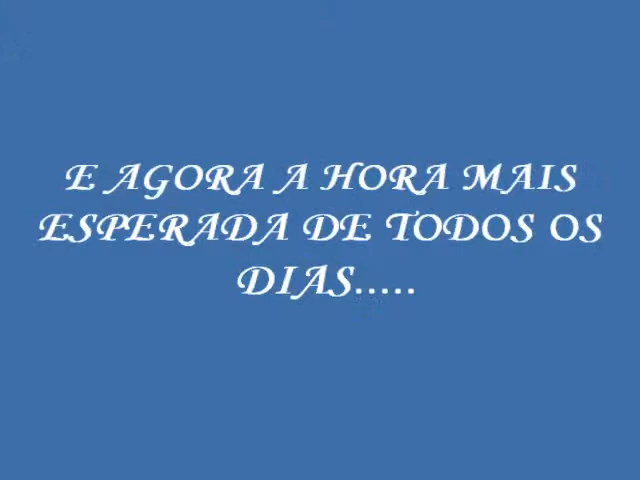 E AGORA A HORA MAIS
ESPERADA DE TODOS OS
DIAS.....